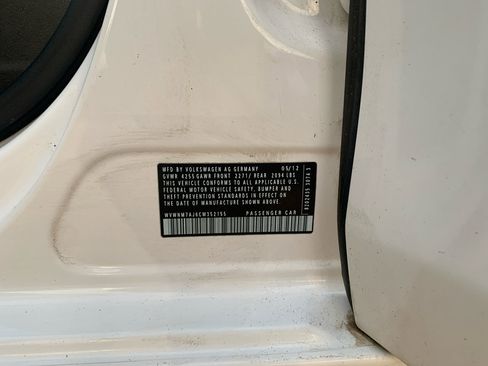 MFD BY VOLKSWAGEN AG GERMANY 05/12
GVWR 4255 GAWR FRONT 2271/ REAR 2094 LBS
THIS VEHICLE CONFORMS TO ALL APPLICABLE U.S.
FEDERAL MOTOR VEHICLE SAFETY, BUMPER AND
THEFT PREVENTION STANDARDS IN EFFECT ON
THE DATE OF MANUFACTURE SHOWN ABOVE.
PASSENGER CAR